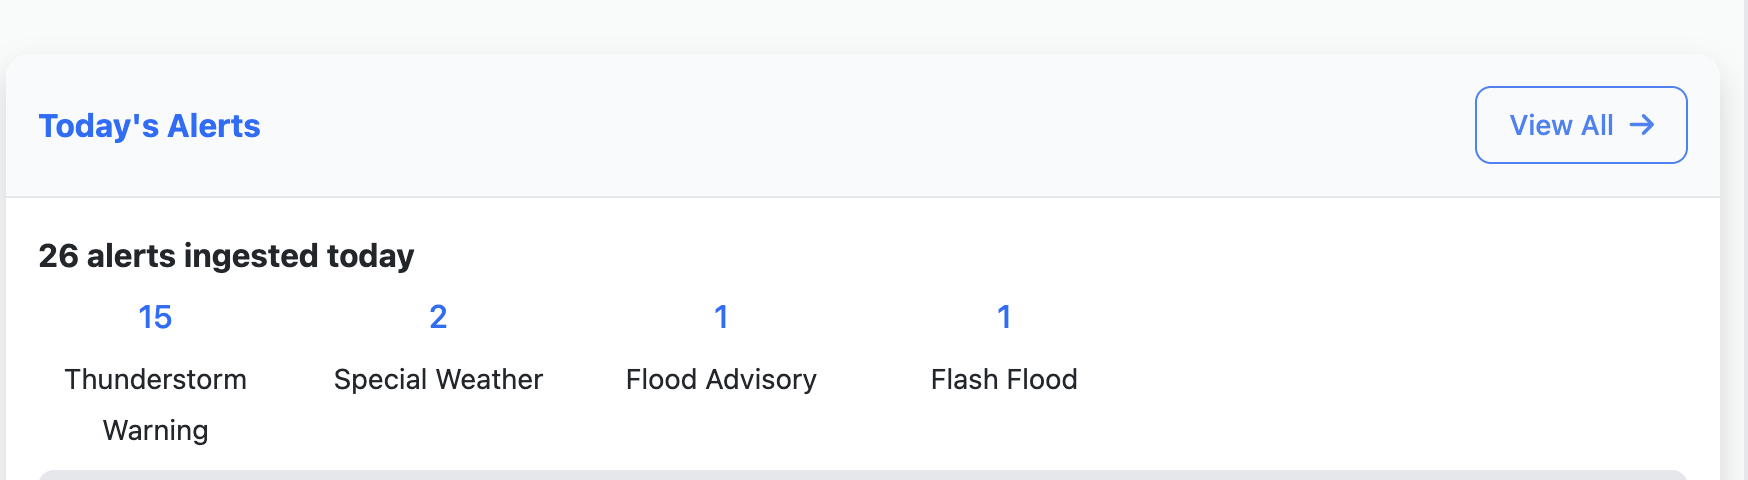 Today's Alerts
View All →
26 alerts ingested today
15
2
1
1
Thunderstorm
Warning
Special Weather
Flood Advisory
Flash Flood